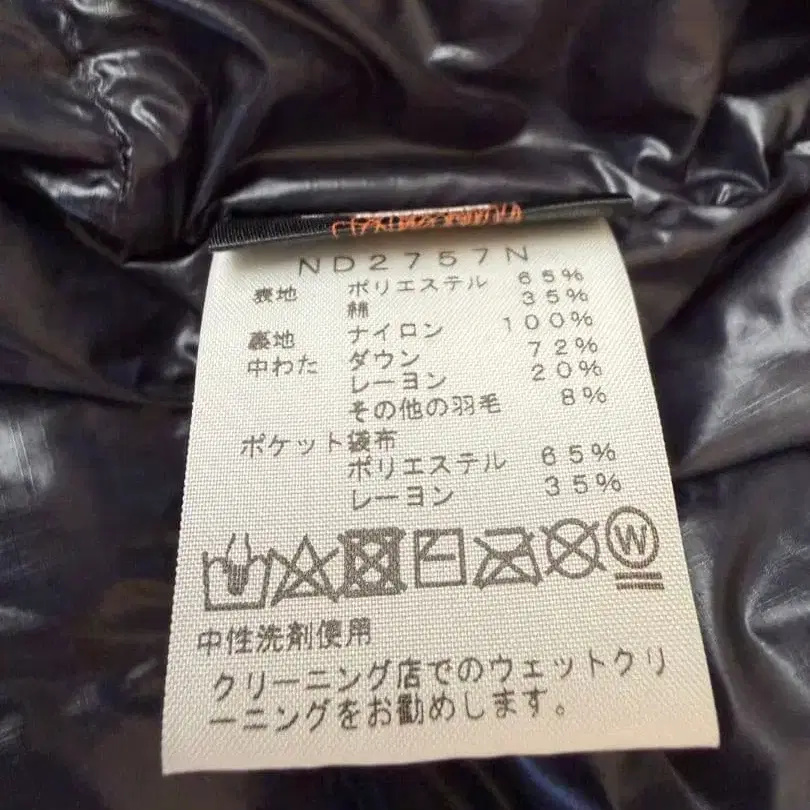 ND2757N
表地 ポリエステル 65%
綿 35%
裏地 ナイロン 100%
中わた ダウン 72%
レーヨン 20%
その他の羽毛 8%
ポケット袋布
ポリエステル 65%
レーヨン 35%
W
中性洗剤使用
クリーニング店でのウェットクリ
ーニングをお勧めします。